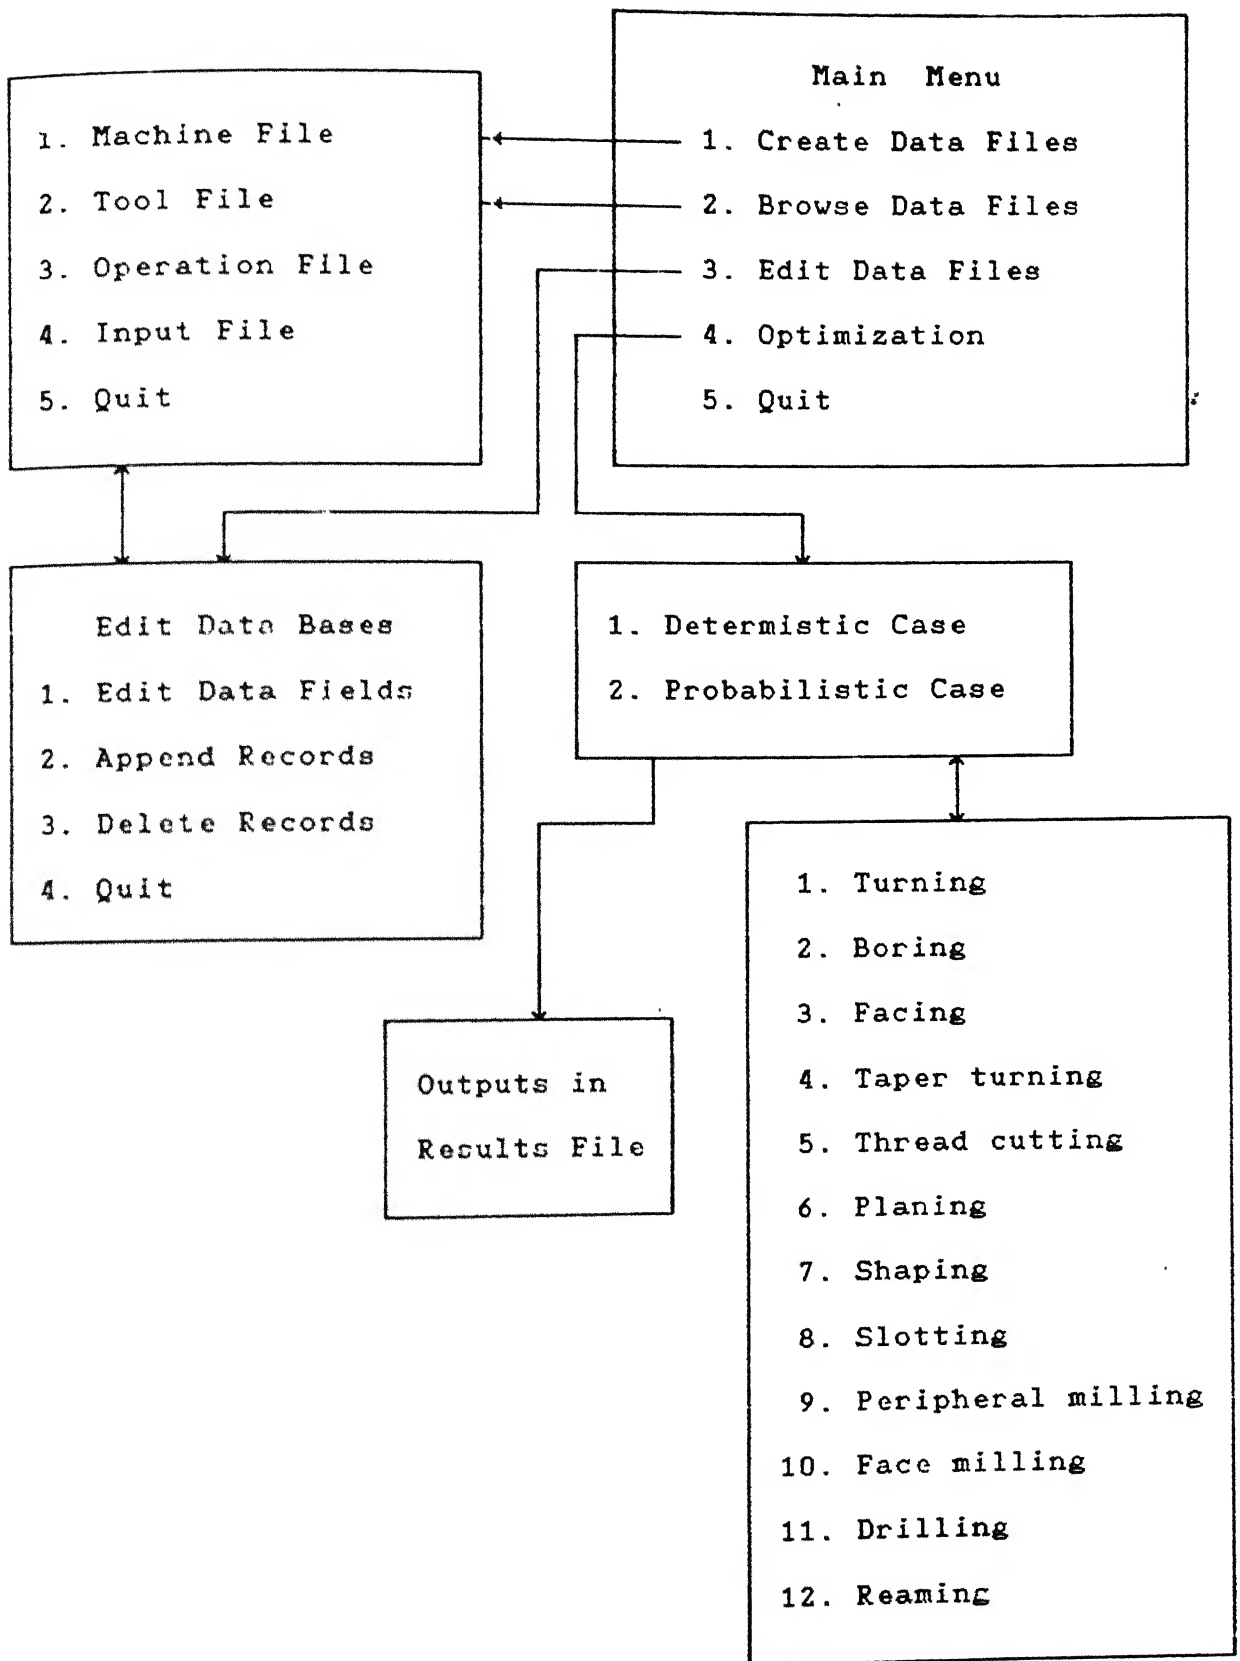 Main Menu
1. Create Data Files
2. Browse Data Files
3. Edit Data Files
4. Optimization
5. Quit
1. Machine File
2. Tool File
3. Operation File
4. Input File
5. Quit
Edit Data Bases
1. Edit Data Fields
2. Append Records
3. Delete Records
4. Quit
1. Determistic Case
2. Probabilistic Case
Outputs in
Results File
1. Turning
2. Boring
3. Facing
4. Taper turning
5. Thread cutting
6. Planing
7. Shaping
8. Slotting
9. Peripheral milling
10. Face milling
11. Drilling
12. Reaming